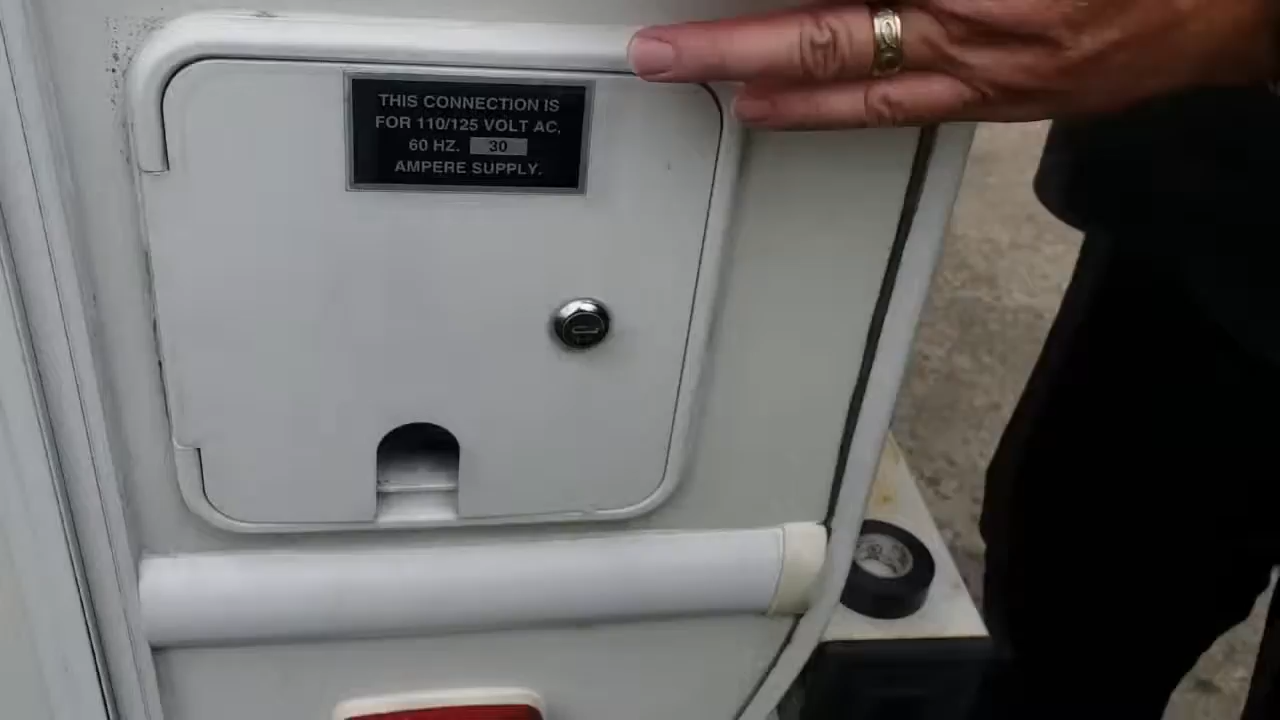 THIS CONNECTION IS
FOR 110/125 VOLT AC,
60 HZ. 30
AMPERE SUPPLY.